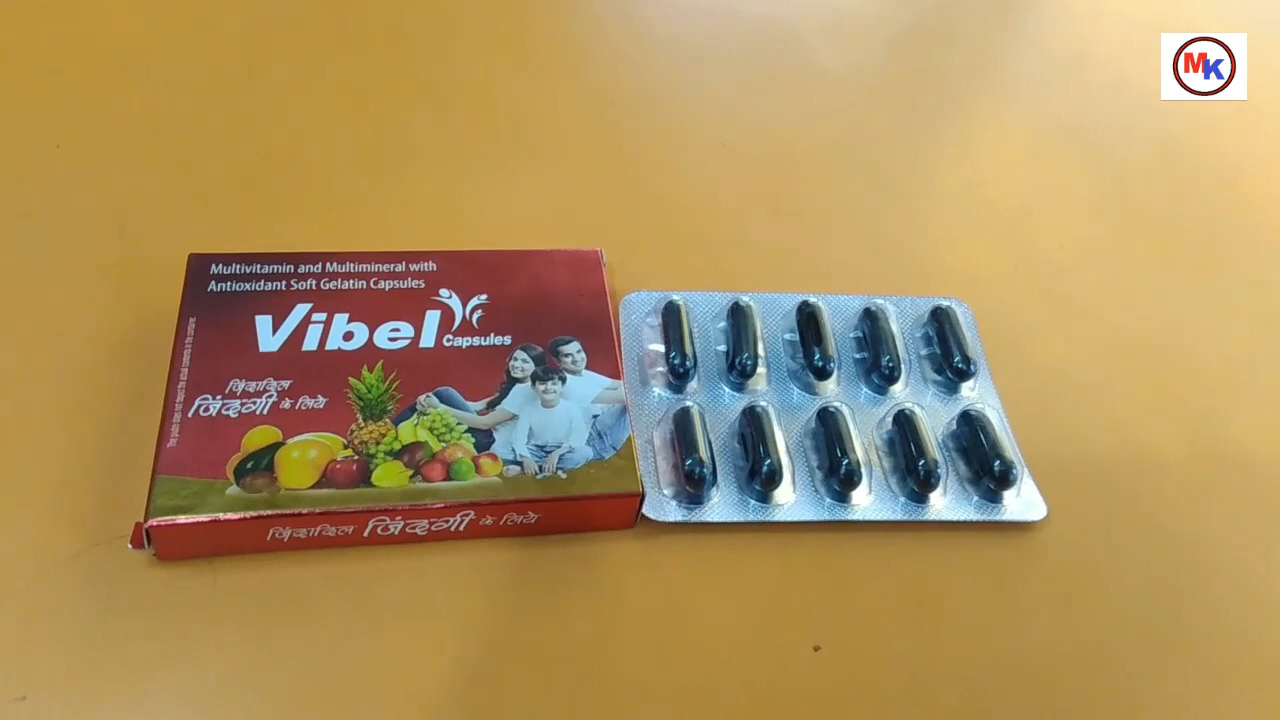 MK
Multivitamin and Multimineral with
Antioxidant Soft Gelatin Capsules
Vibel
Capsules
ज़िंदादिल
ज़िंदगी के लिये
ज़िंदादिल ज़िंदगी के लिये